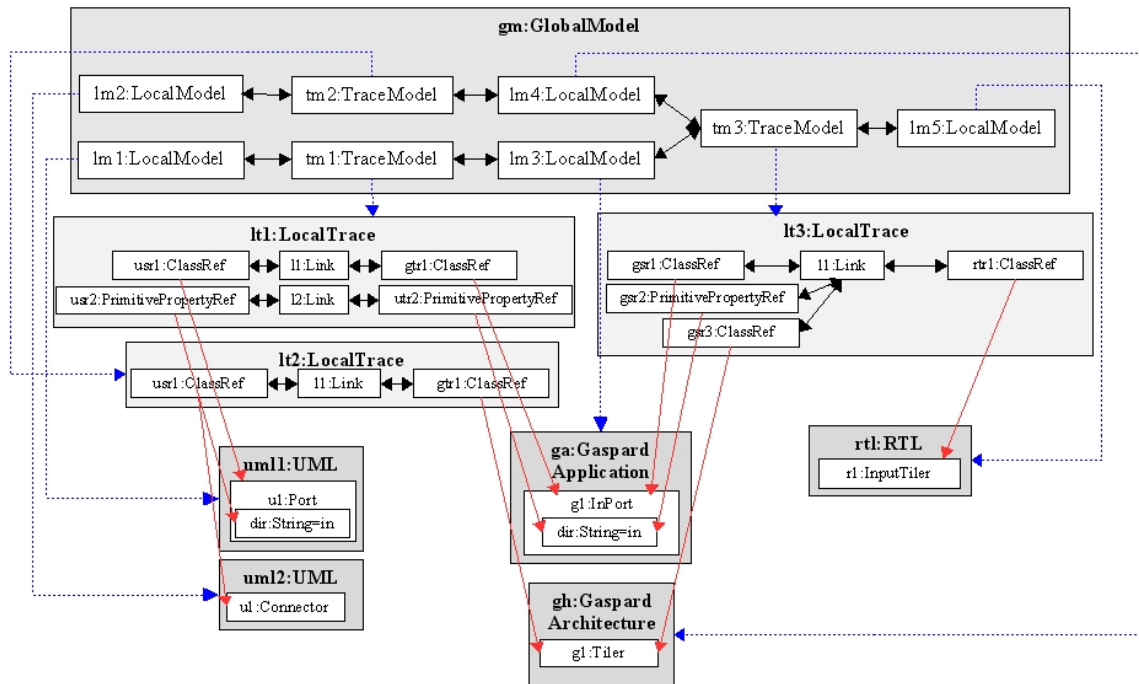 gm:GlobalModel
lm2:LocalModel
tm2:TraceModel
lm4:LocalModel
tm3:TraceModel
lm5:LocalModel
lm1:LocalModel
tm1:TraceModel
lm3:LocalModel
lt1:LocalTrace
usr1:ClassRef
l1:Link
gtr1:ClassRef
usr2:PrimitivePropertyRef
l2:Link
utr2:PrimitivePropertyRef
lt3:LocalTrace
gsr1:ClassRef
l1:Link
rtr1:ClassRef
gsr2:PrimitivePropertyRef
gsr3:ClassRef
lt2:LocalTrace
usr1:ClassRef
l1:Link
gtr1:ClassRef
uml1:UML
u1:Port
dir:String=in
ga:Gaspard
Application
g1:InPort
dir:String=in
rtl:RTL
r1:InputTiler
uml2:UML
u1:Connector
gh:Gaspard
Architecture
g1:Tiler